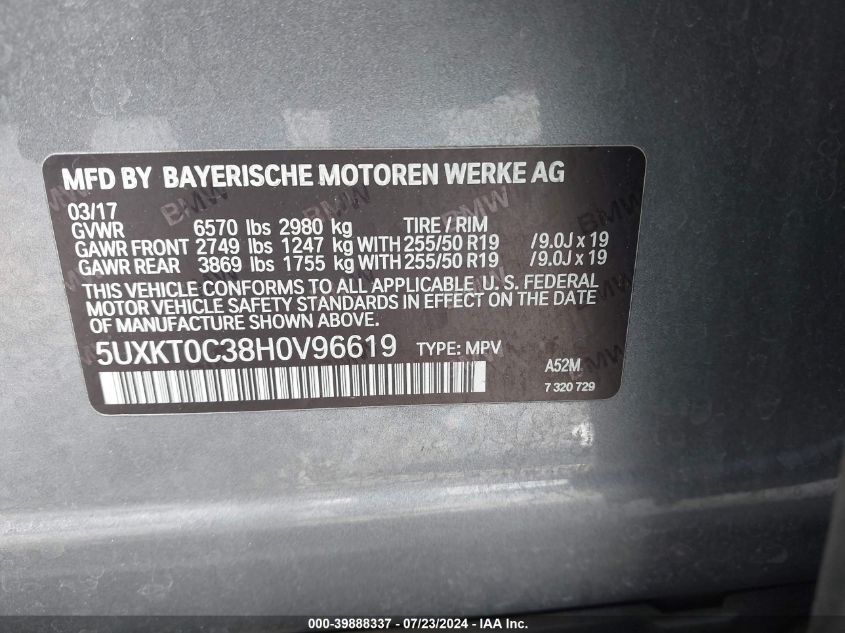 MFD BY BAYERISCHE MOTOREN WERKE AG
03/17
GVWR 6570 lbs 2980 kg TIRE / RIM
GAWR FRONT 2749 lbs 1247 kg WITH 255/50 R19 /9.0J x 19
GAWR REAR 3869 lbs 1755 kg WITH 255/50 R19 /9.0J x 19
THIS VEHICLE CONFORMS TO ALL APPLICABLE U. S. FEDERAL
MOTOR VEHICLE SAFETY STANDARDS IN EFFECT ON THE DATE
OF MANUFACTURE SHOWN ABOVE.
5UXKT0C38H0V96619 TYPE: MPV
A52M
7 320 729
000-39888337 / 07/23/2024 - IAA Inc.